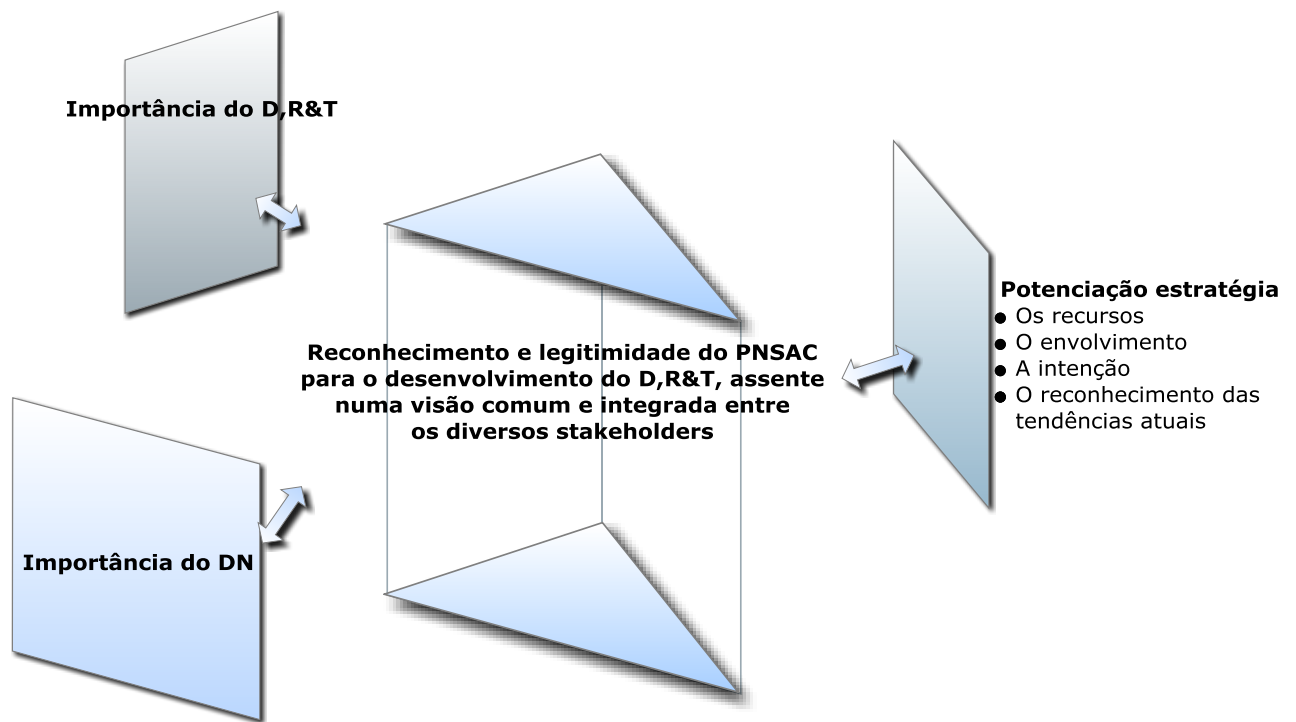 Importância do D,R&T
Reconhecimento e legitimidade do PNSAC
para o desenvolvimento do D,R&T, assente
numa visão comum e integrada entre
os diversos stakeholders
Potenciação estratégia
● Os recursos
● O envolvimento
● A intenção
● O reconhecimento das
tendências atuais
Importância do DN